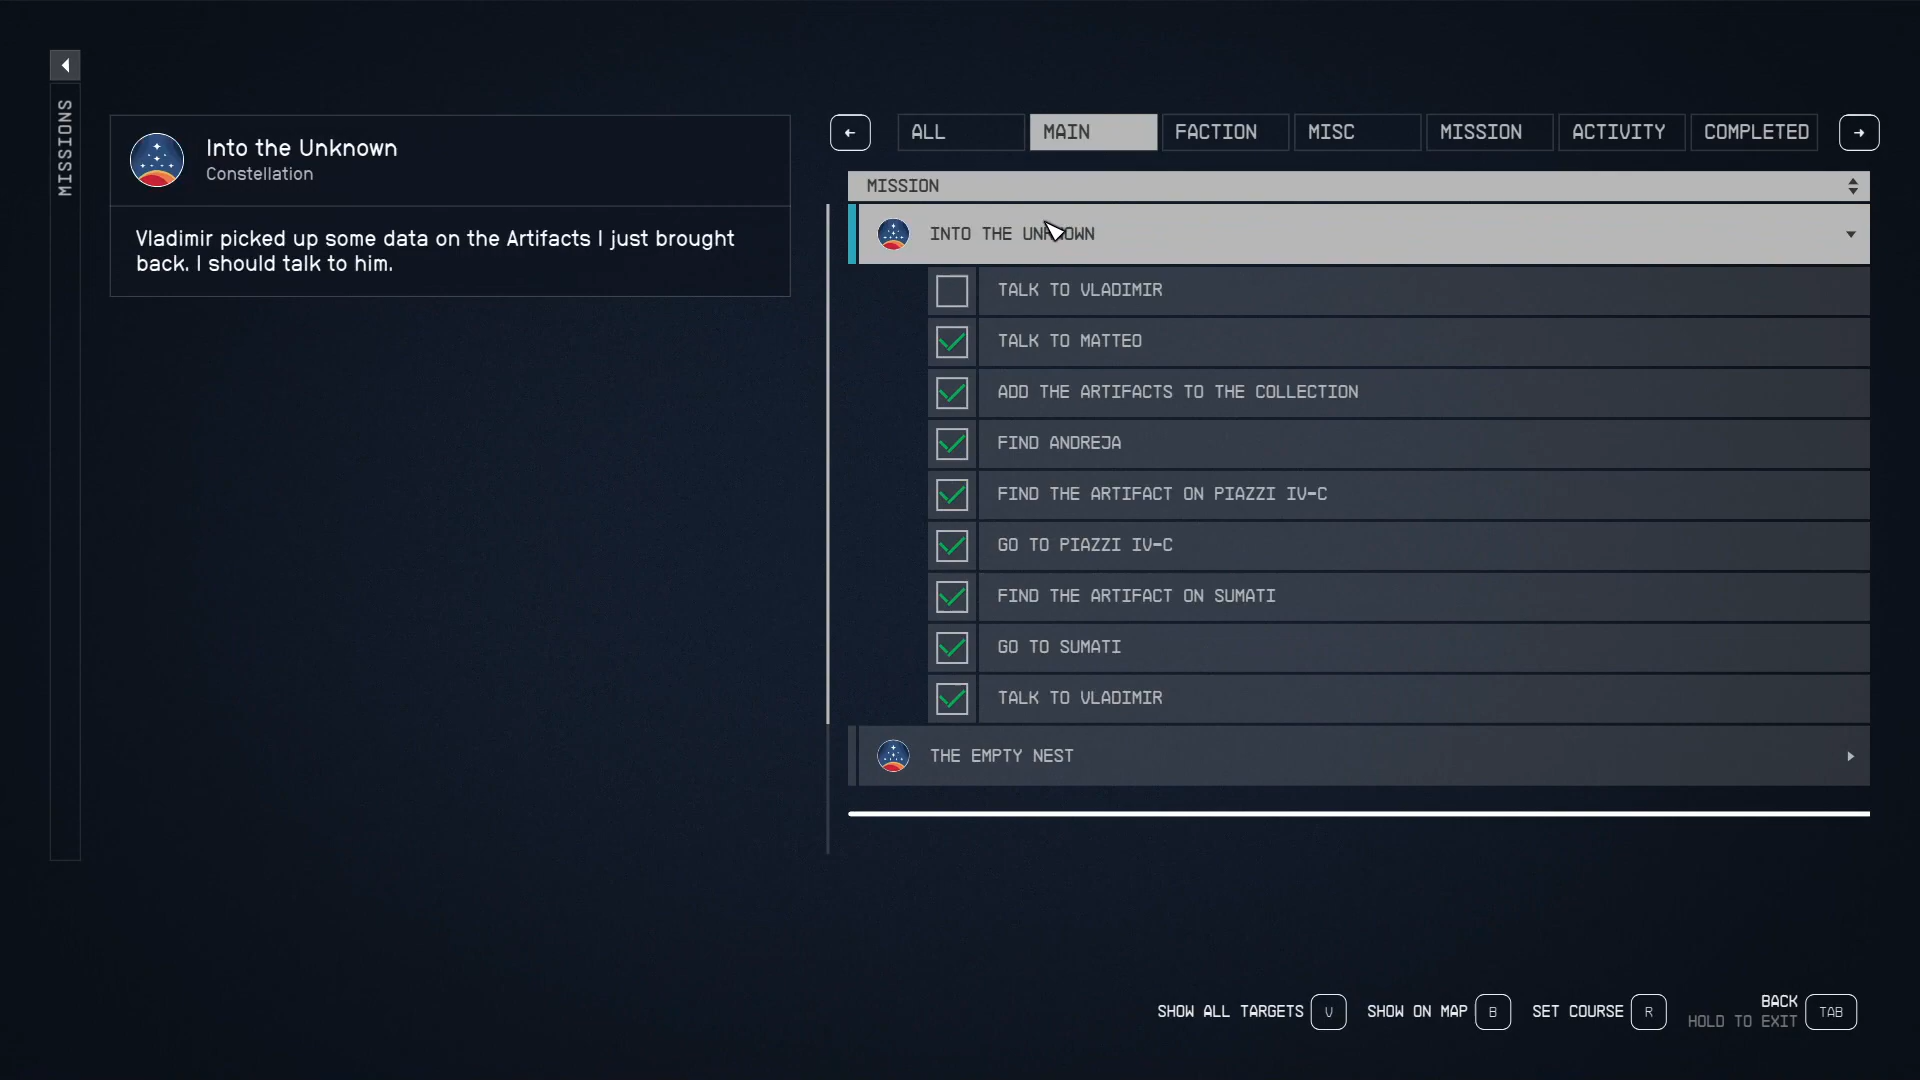 MISSIONS
Into the Unknown
Constellation
Vladimir picked up some data on the Artifacts I just brought
back. I should talk to him.
ALL
MAIN
FACTION
MISC
MISSION
ACTIVITY
COMPLETED
MISSION
INTO THE UNKNOWN
TALK TO VLADIMIR
TALK TO MATTEO
ADD THE ARTIFACTS TO THE COLLECTION
FIND ANDREJA
FIND THE ARTIFACT ON PIAZZI IV-C
GO TO PIAZZI IV-C
FIND THE ARTIFACT ON SUMATI
GO TO SUMATI
TALK TO VLADIMIR
THE EMPTY NEST
SHOW ALL TARGETS V
SHOW ON MAP B
SET COURSE R
BACK
HOLD TO EXIT
TAB